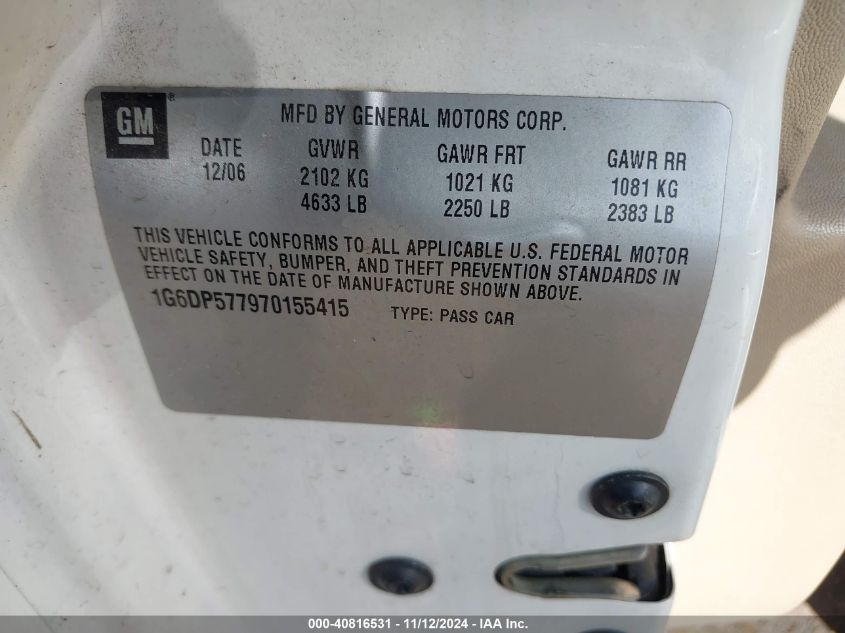 GM®
MFD BY GENERAL MOTORS CORP.
DATE GVWR GAWR FRT GAWR RR
12/06 2102 KG 1021 KG 1081 KG
4633 LB 2250 LB 2383 LB
THIS VEHICLE CONFORMS TO ALL APPLICABLE U.S. FEDERAL MOTOR
VEHICLE SAFETY, BUMPER, AND THEFT PREVENTION STANDARDS IN
EFFECT ON THE DATE OF MANUFACTURE SHOWN ABOVE.
1G6DP577970155415 TYPE: PASS CAR
000-40816531 - 11/12/2024 - IAA Inc.